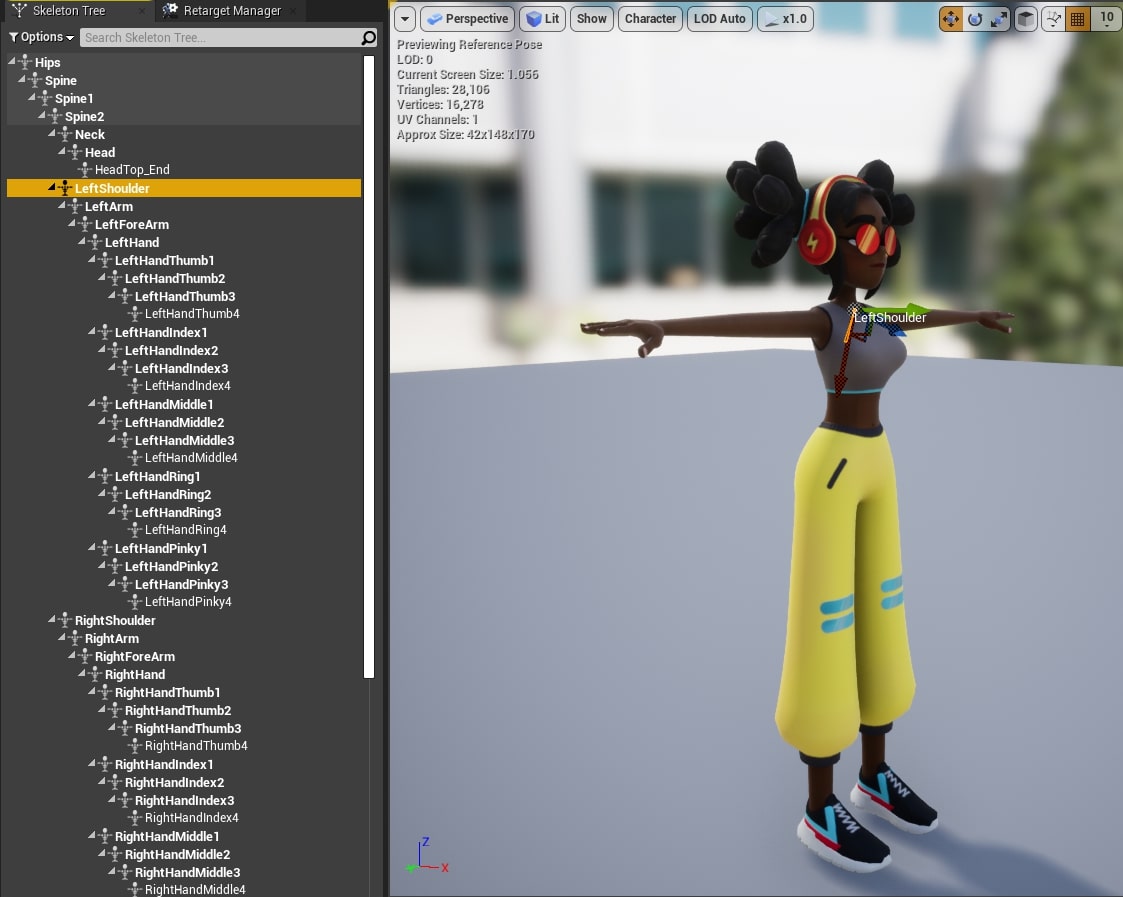 Skeleton Tree
Retarget Manager
Options
Search Skeleton Tree...
Hips
Spine
Spine1
Spine2
Neck
Head
HeadTop_End
LeftShoulder
LeftArm
LeftForeArm
LeftHand
LeftHandThumb1
LeftHandThumb2
LeftHandThumb3
LeftHandThumb4
LeftHandIndex1
LeftHandIndex2
LeftHandIndex3
LeftHandIndex4
LeftHandMiddle1
LeftHandMiddle2
LeftHandMiddle3
LeftHandMiddle4
LeftHandRing1
LeftHandRing2
LeftHandRing3
LeftHandRing4
LeftHandPinky1
LeftHandPinky2
LeftHandPinky3
LeftHandPinky4
RightShoulder
RightArm
RightForeArm
RightHand
RightHandThumb1
RightHandThumb2
RightHandThumb3
RightHandThumb4
RightHandIndex1
RightHandIndex2
RightHandIndex3
RightHandIndex4
RightHandMiddle1
RightHandMiddle2
RightHandMiddle3
RightHandMiddle4
Perspective Lit Show Character LOD Auto x1.0 10
Previewing Reference Pose
LOD: 0
Current Screen Size: 1.056
Triangles: 28,106
Vertices: 16,278
UV Channels: 1
Approx Size: 42x148x170
LeftShoulder
Z
X